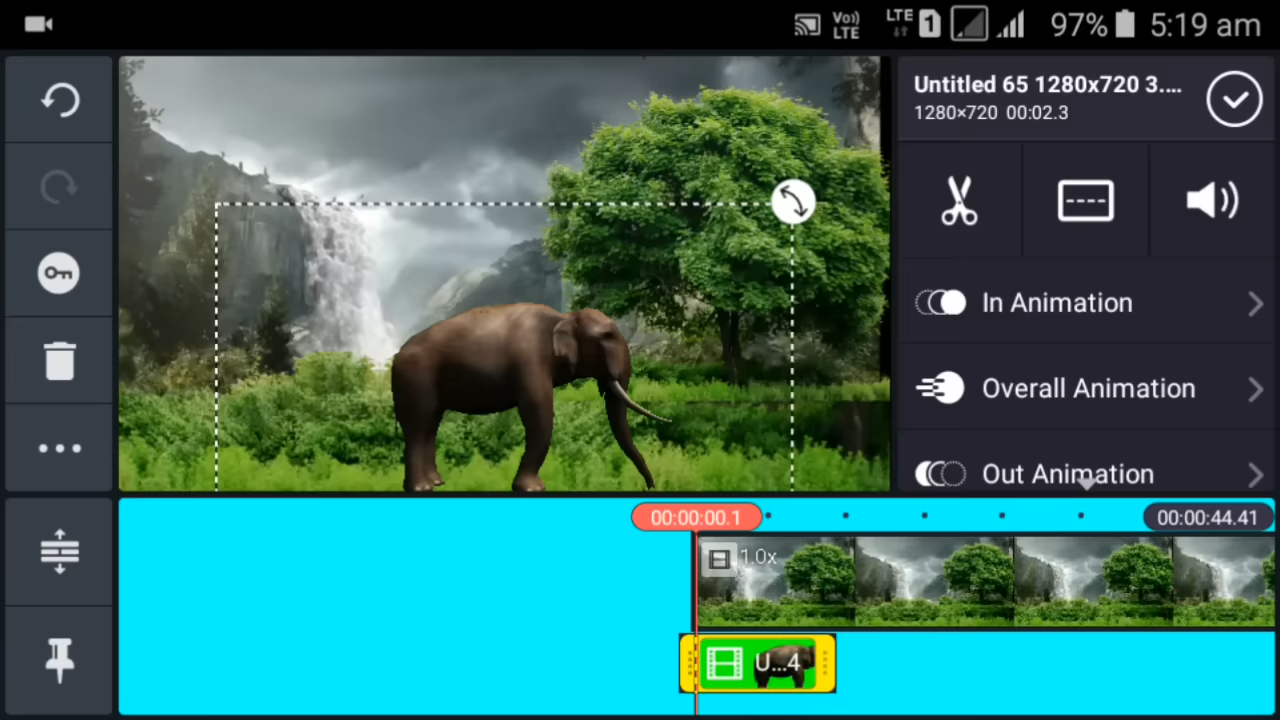 Vo)) LTE
LTE 1
97% 5:19 am
Untitled 65 1280x720 3....
1280×720 00:02.3
In Animation
Overall Animation
Out Animation
00:00:00.1
00:00:44.41
1.0x
U...4